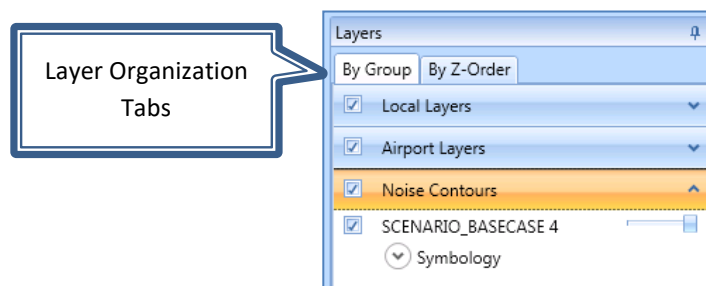 Layer Organization
Tabs
Layers
By Group By Z-Order
Local Layers
Airport Layers
Noise Contours
SCENARIO_BASECASE 4
Symbology